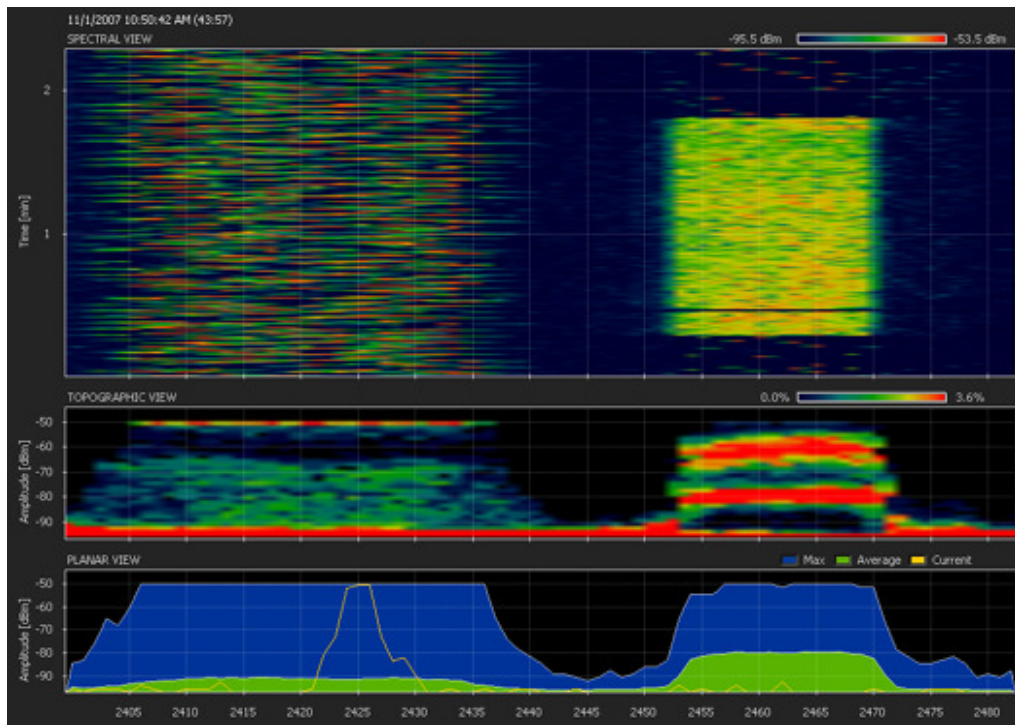 11/1/2007 10:50:42 AM (43:57)
SPECTRAL VIEW
-95.5 dBm
-53.5 dBm
2
1
Time [min]
TOPOGRAPHIC VIEW
0.0%
3.6%
-50
-60
-70
-80
-90
Amplitude [dBm]
PLANAR VIEW
Max
Average
Current
-50
-60
-70
-80
-90
Amplitude [dBm]
2405 2410 2415 2420 2425 2430 2435 2440 2445 2450 2455 2460 2465 2470 2475 2480